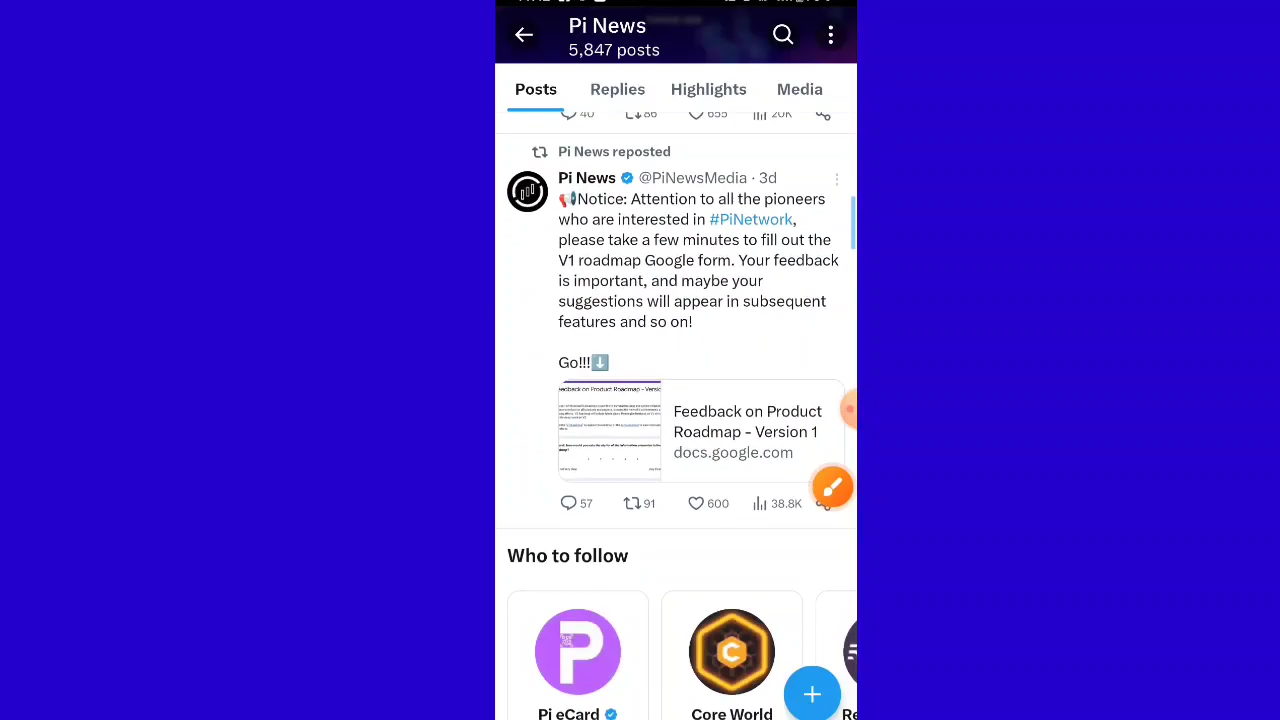 Pi News
5,847 posts
Posts Replies Highlights Media
40 86 655 20K
Pi News reposted
Pi News @PiNewsMedia · 3d
📢Notice: Attention to all the pioneers
who are interested in #PiNetwork,
please take a few minutes to fill out the
V1 roadmap Google form. Your feedback
is important, and maybe your
suggestions will appear in subsequent
features and so on!
Go!!!⬇️
Feedback on Product
Roadmap - Version 1
docs.google.com
57 91 600 38.8K
Who to follow
Pi eCard
Core World